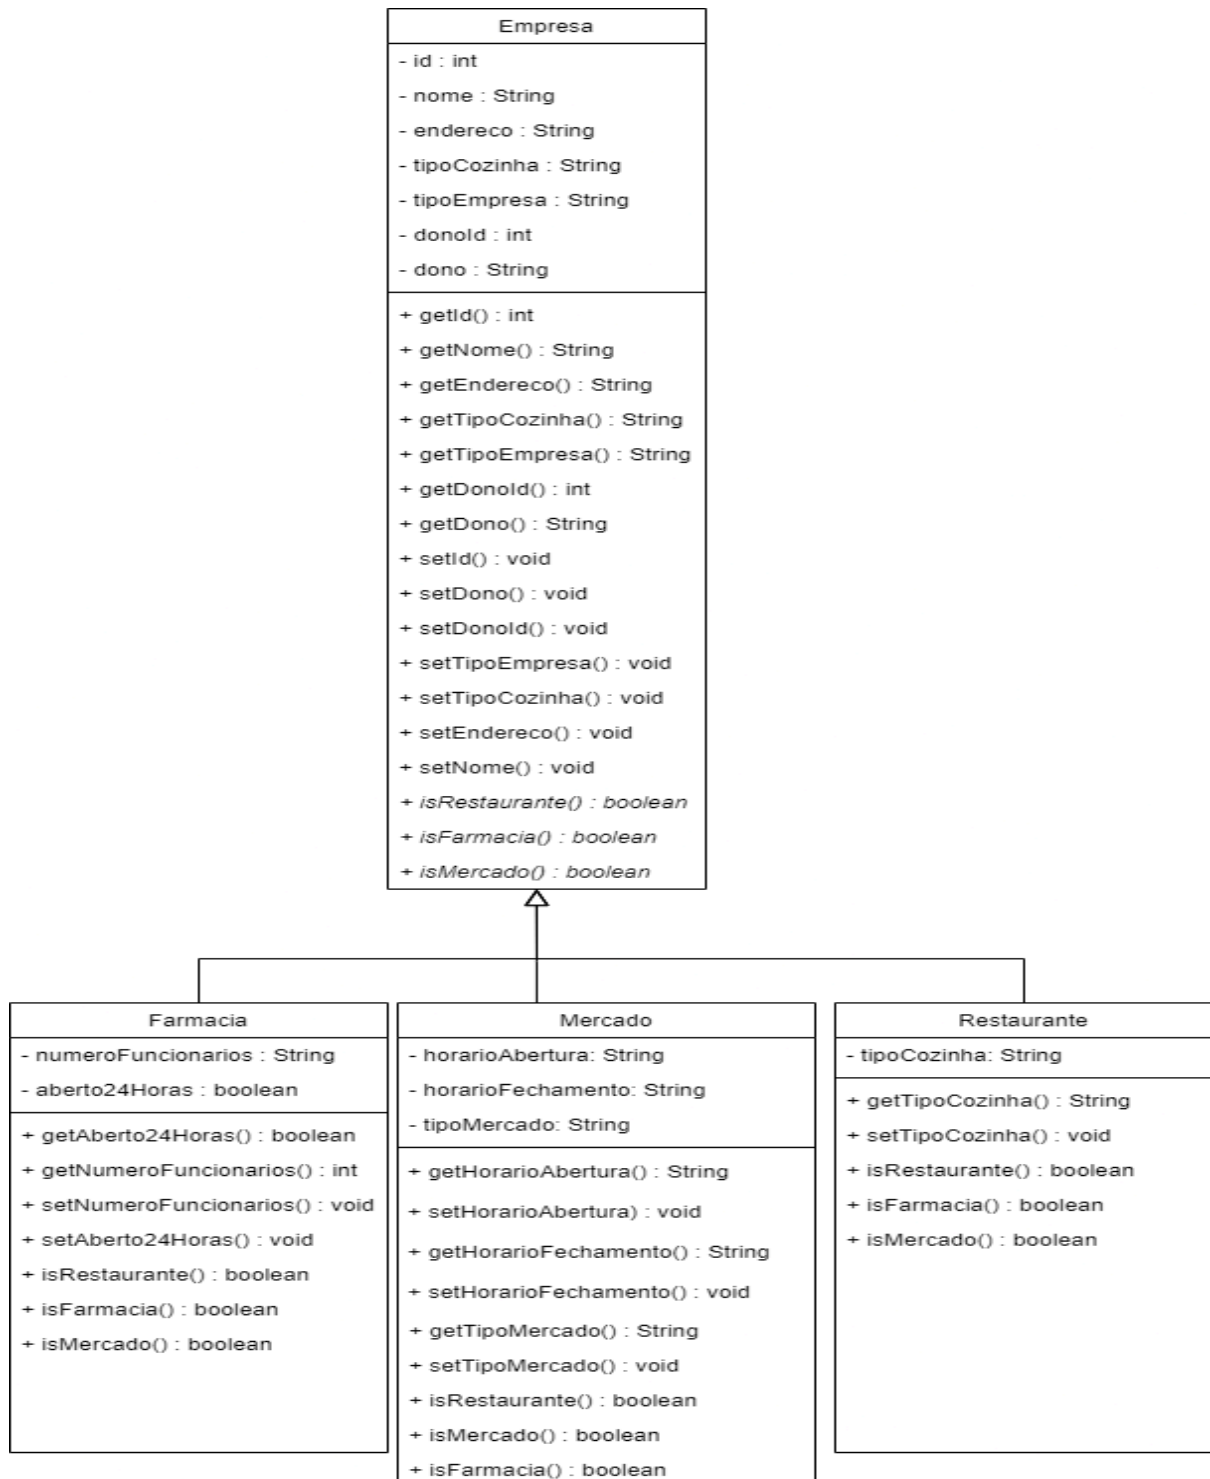 Empresa
- id : int
- nome : String
- endereco : String
- tipoCozinha : String
- tipoEmpresa : String
- donoId : int
- dono : String
+ getId() : int
+ getNome() : String
+ getEndereco() : String
+ getTipoCozinha() : String
+ getTipoEmpresa() : String
+ getDonoId() : int
+ getDono() : String
+ setId() : void
+ setDono() : void
+ setDonoId() : void
+ setTipoEmpresa() : void
+ setTipoCozinha() : void
+ setEndereco() : void
+ setNome() : void
+ isRestaurante() : boolean
+ isFarmacia() : boolean
+ isMercado() : boolean
Farmacia
- numeroFuncionarios : String
- aberto24Horas : boolean
+ getAberto24Horas() : boolean
+ getNumeroFuncionarios() : int
+ setNumeroFuncionarios() : void
+ setAberto24Horas() : void
+ isRestaurante() : boolean
+ isFarmacia() : boolean
+ isMercado() : boolean
Mercado
- horarioAbertura: String
- horarioFechamento: String
- tipoMercado: String
+ getHorarioAbertura() : String
+ setHorarioAbertura) : void
+ getHorarioFechamento() : String
+ setHorarioFechamento() : void
+ getTipoMercado() : String
+ setTipoMercado() : void
+ isRestaurante() : boolean
+ isMercado() : boolean
+ isFarmacia() : boolean
Restaurante
- tipoCozinha: String
+ getTipoCozinha() : String
+ setTipoCozinha() : void
+ isRestaurante() : boolean
+ isFarmacia() : boolean
+ isMercado() : boolean